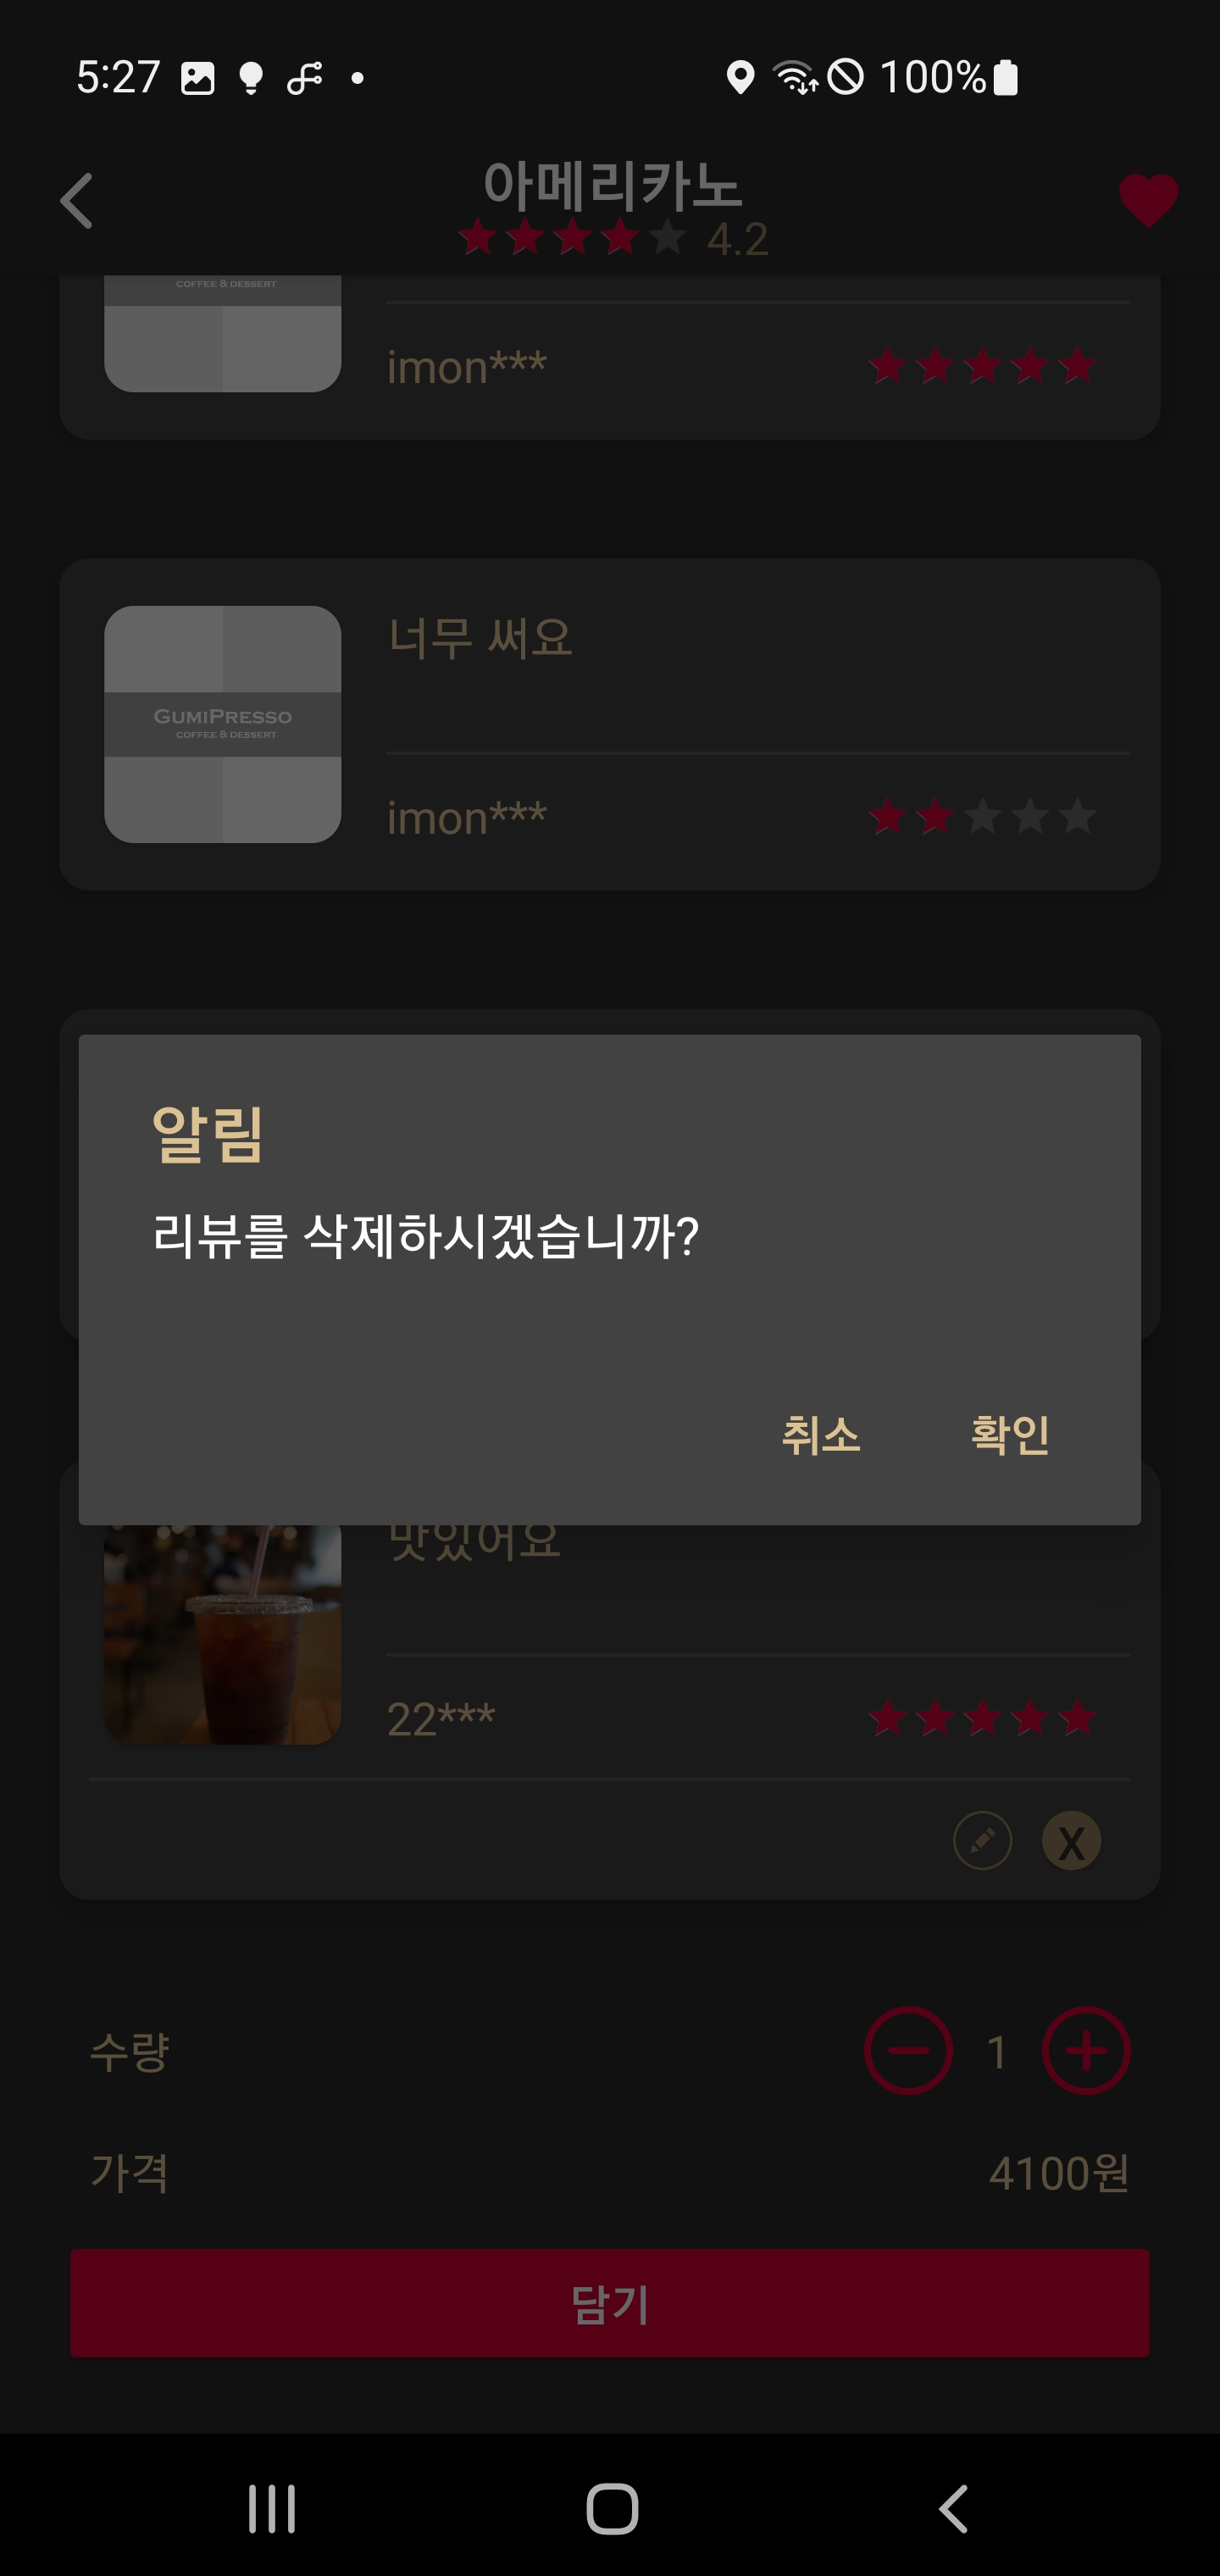 5:27
100%
아메리카노
4.2
COFFEE & DESSERT
imon***
너무 써요
GUMIPRESSO
COFFEE & DESSERT
imon***
알림
리뷰를 삭제하시겠습니까?
취소 확인
맛있어요
22***
X
수량 1
가격 4100원
담기